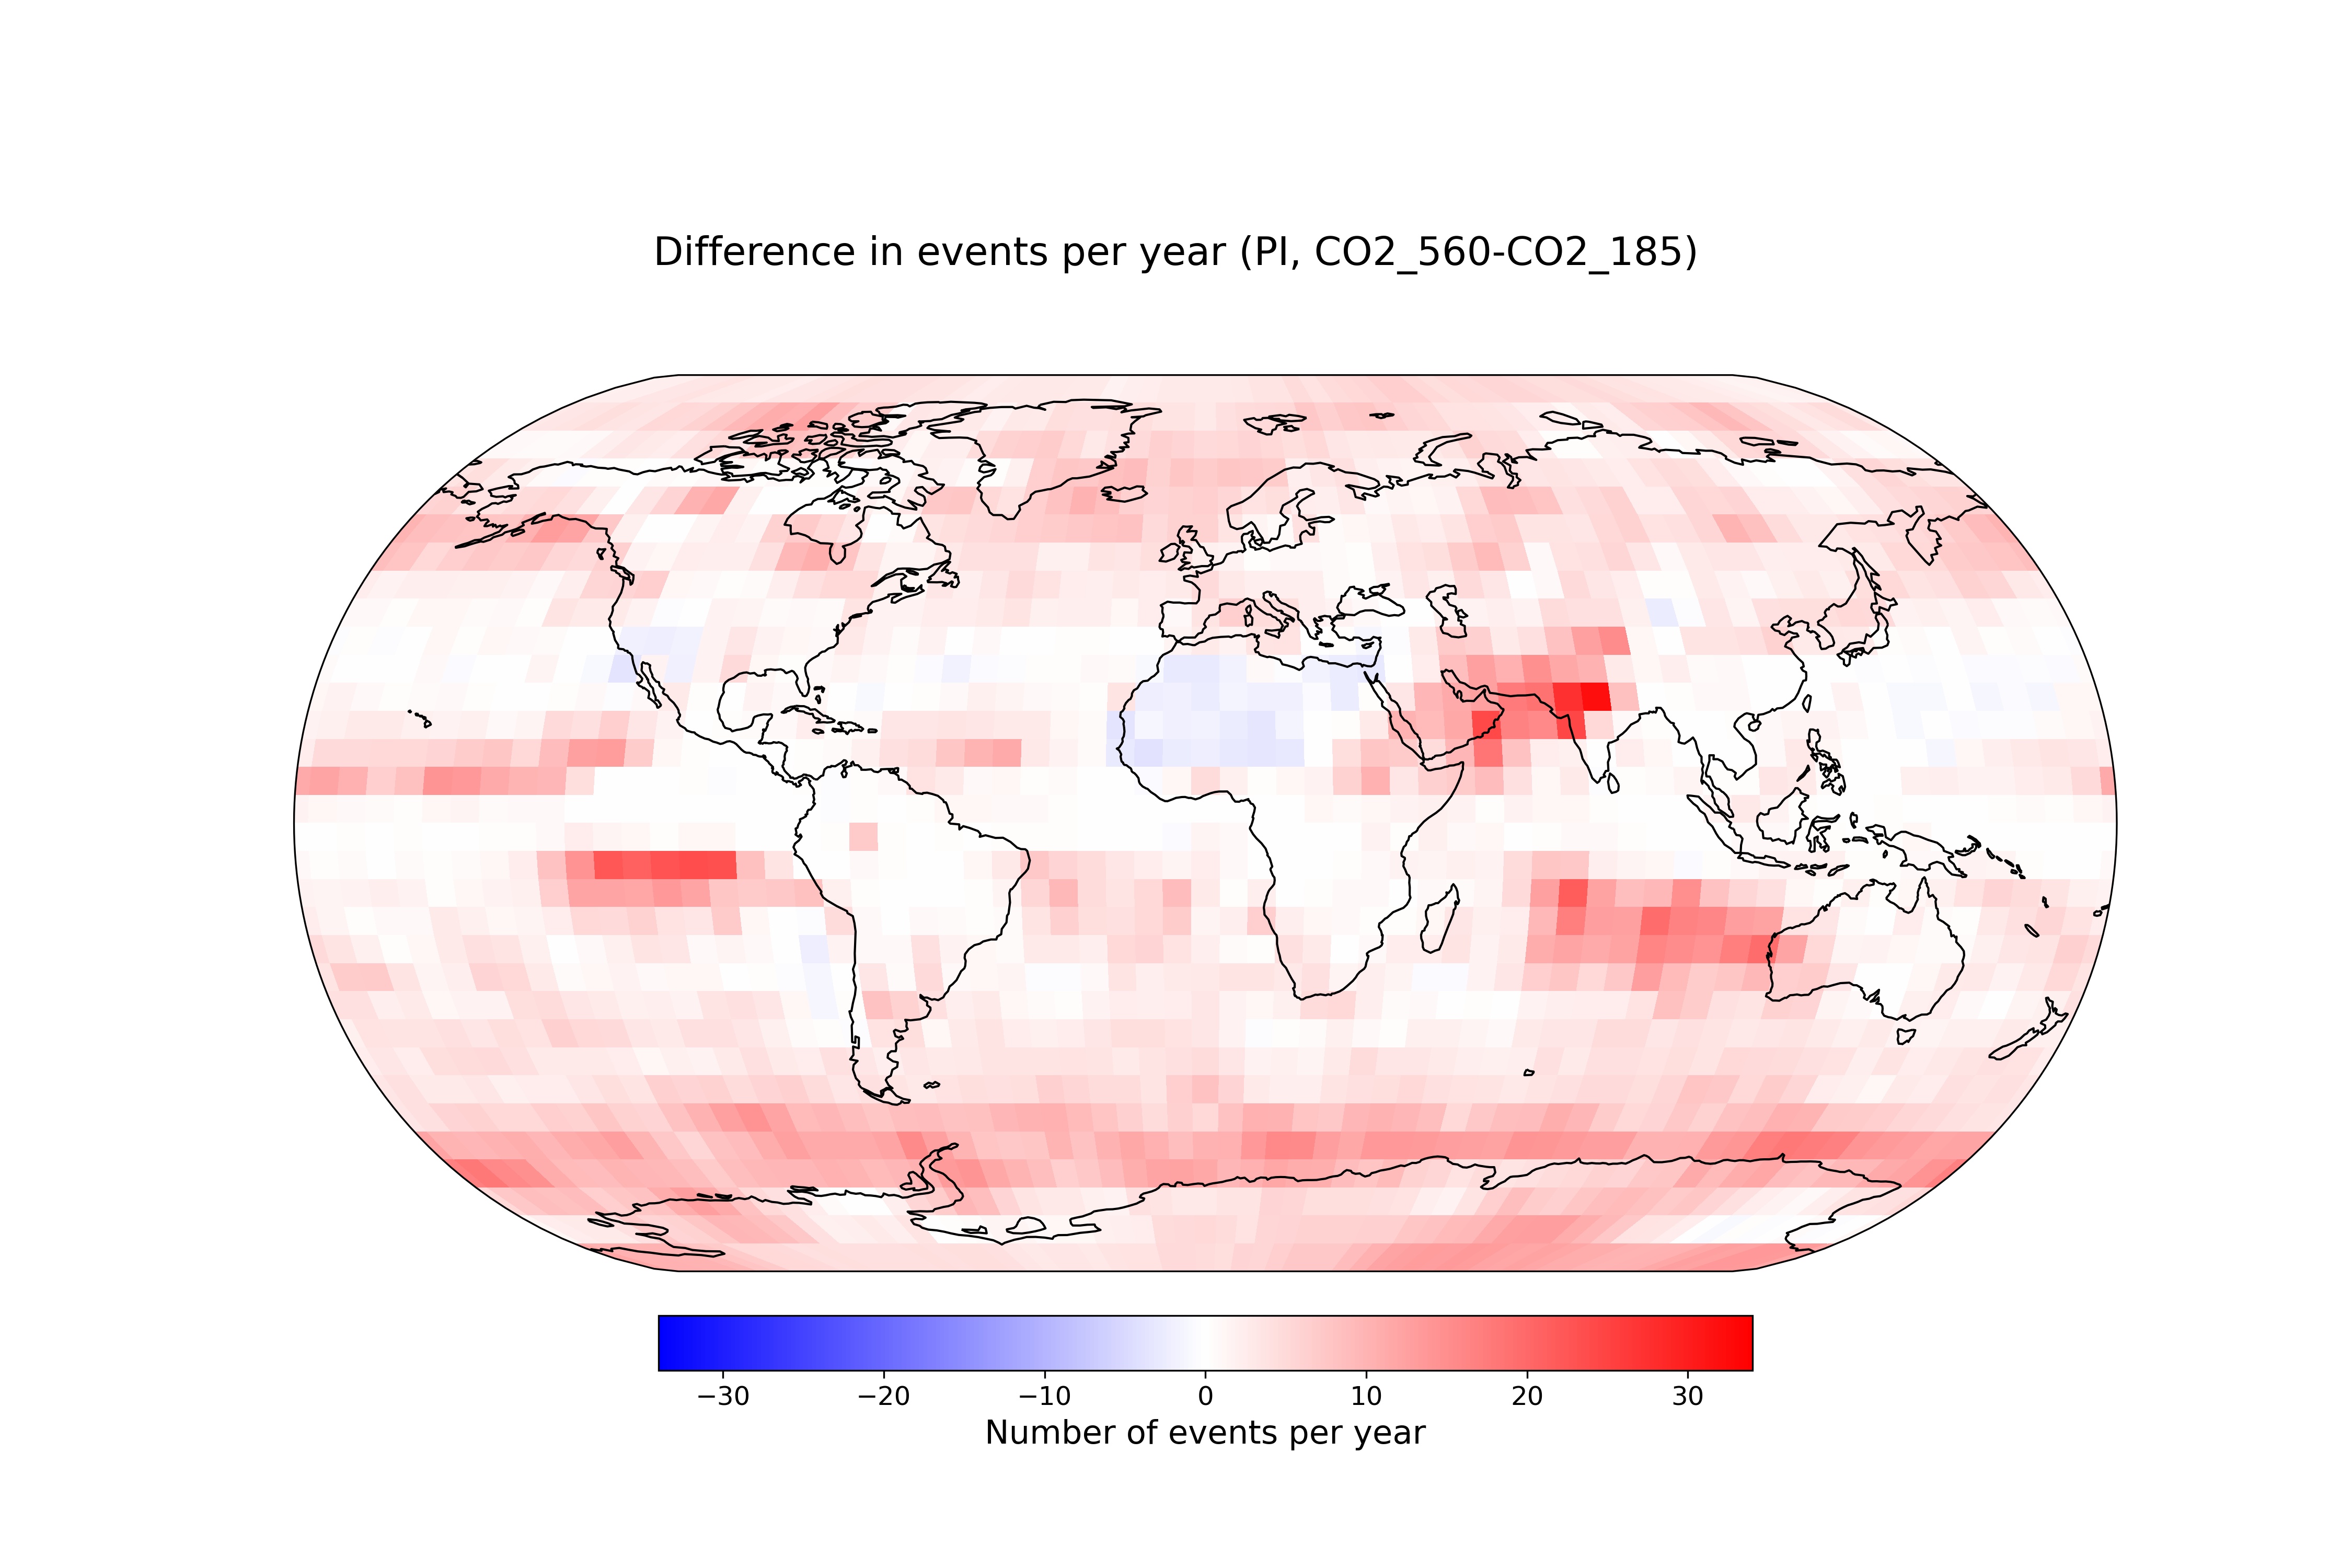 Difference in events per year (PI, CO2_560-CO2_185)
−30 −20 −10 0 10 20 30
Number of events per year